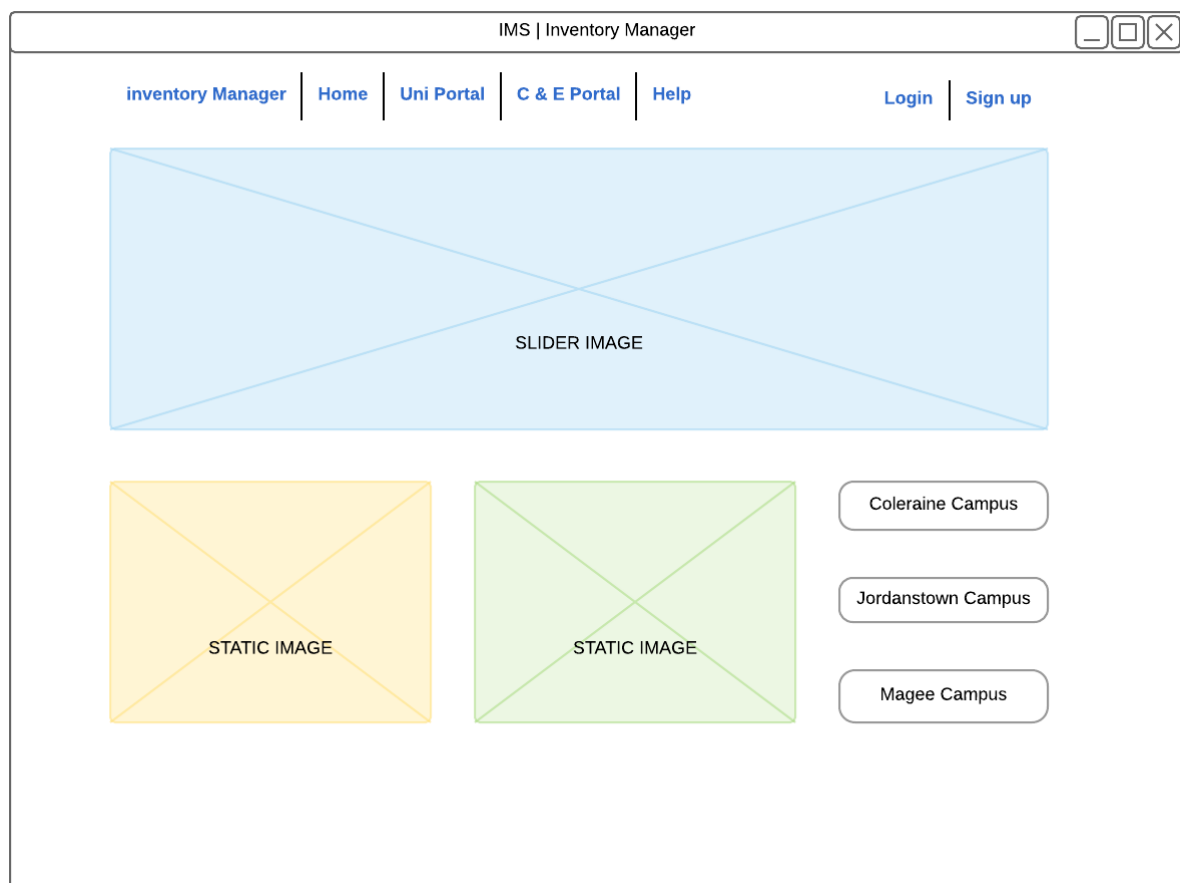 IMS | Inventory Manager
inventory Manager Home Uni Portal C & E Portal Help Login Sign up
SLIDER IMAGE
Coleraine Campus
Jordanstown Campus
STATIC IMAGE STATIC IMAGE
Magee Campus